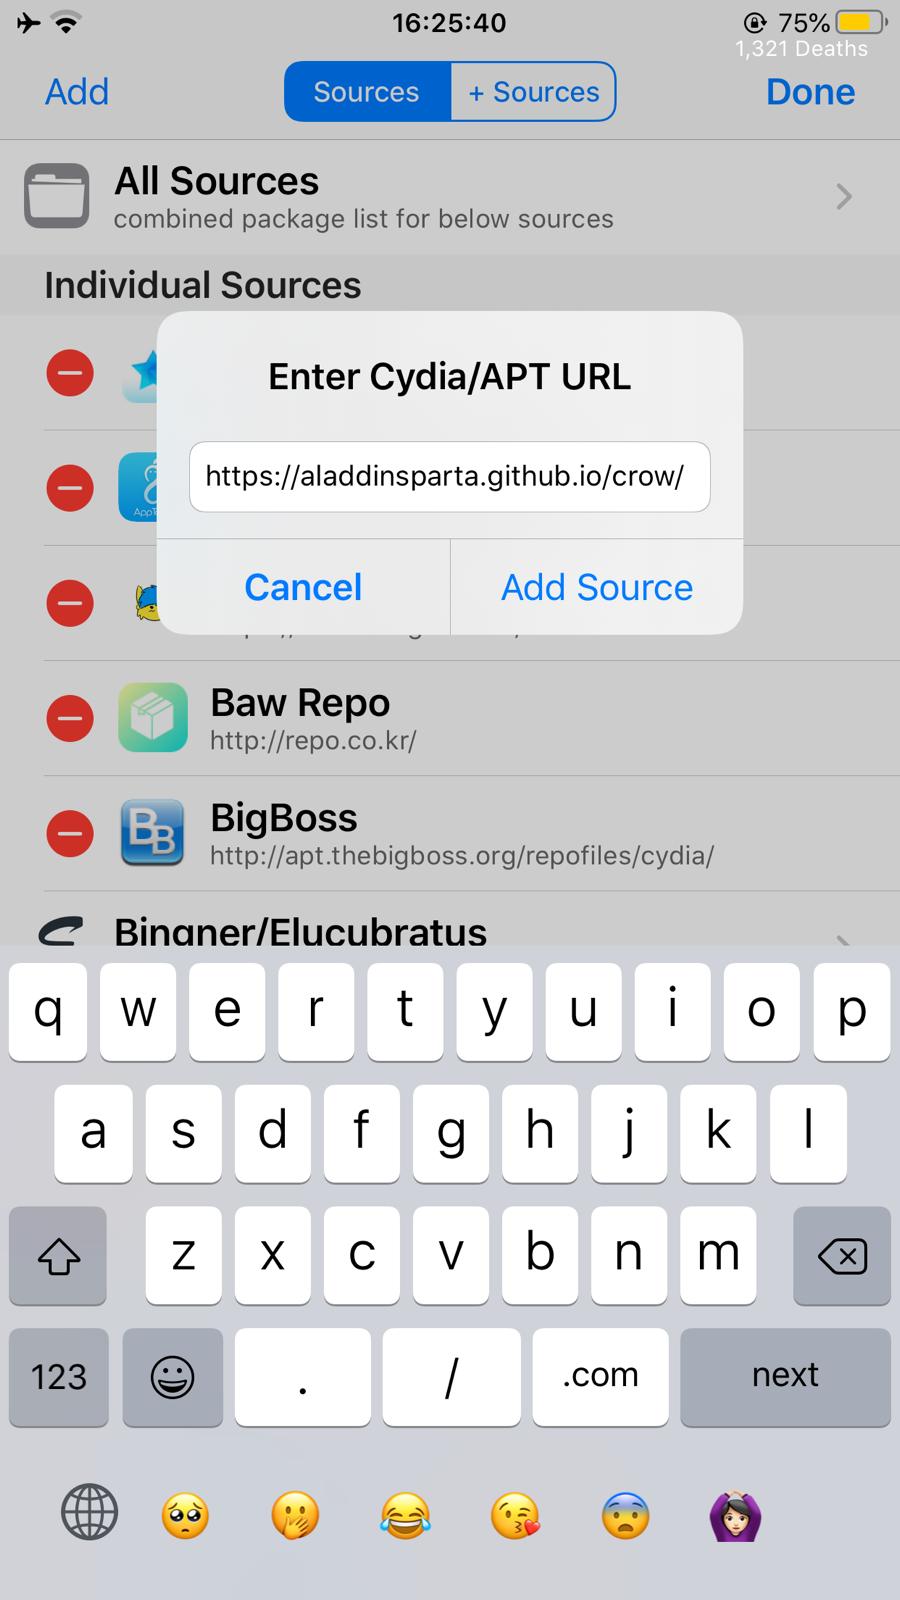 16:25:40
75%
1,321 Deaths
Add
Sources
+ Sources
Done
All Sources
combined package list for below sources
Individual Sources
Enter Cydia/APT URL
https://aladdinsparta.github.io/crow/
Cancel
Add Source
Baw Repo
http://repo.co.kr/
BigBoss
http://apt.thebigboss.org/repofiles/cydia/
Bingner/Elucubratus
q w e r t y u i o p
a s d f g h j k l
z x c v b n m
123 . / .com next